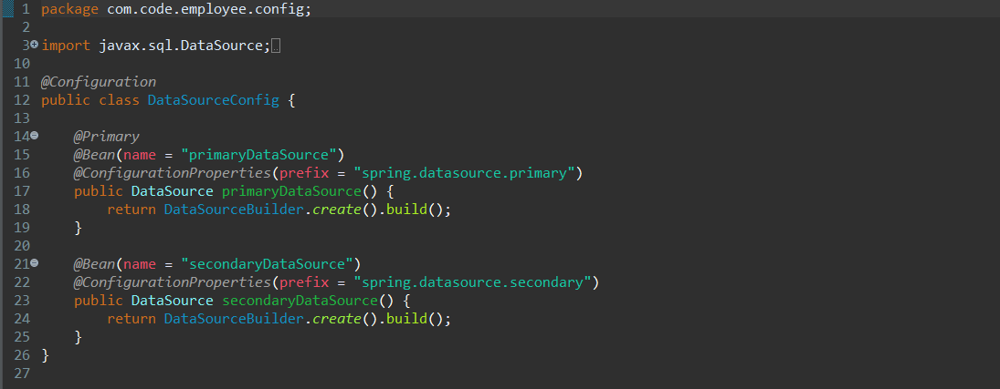 1 package com.code.employee.config;
2
3 import javax.sql.DataSource;
10
11 @Configuration
12 public class DataSourceConfig {
13
14 @Primary
15 @Bean(name = "primaryDataSource")
16 @ConfigurationProperties(prefix = "spring.datasource.primary")
17 public DataSource primaryDataSource() {
18 return DataSourceBuilder.create().build();
19 }
20
21 @Bean(name = "secondaryDataSource")
22 @ConfigurationProperties(prefix = "spring.datasource.secondary")
23 public DataSource secondaryDataSource() {
24 return DataSourceBuilder.create().build();
25 }
26 }
27